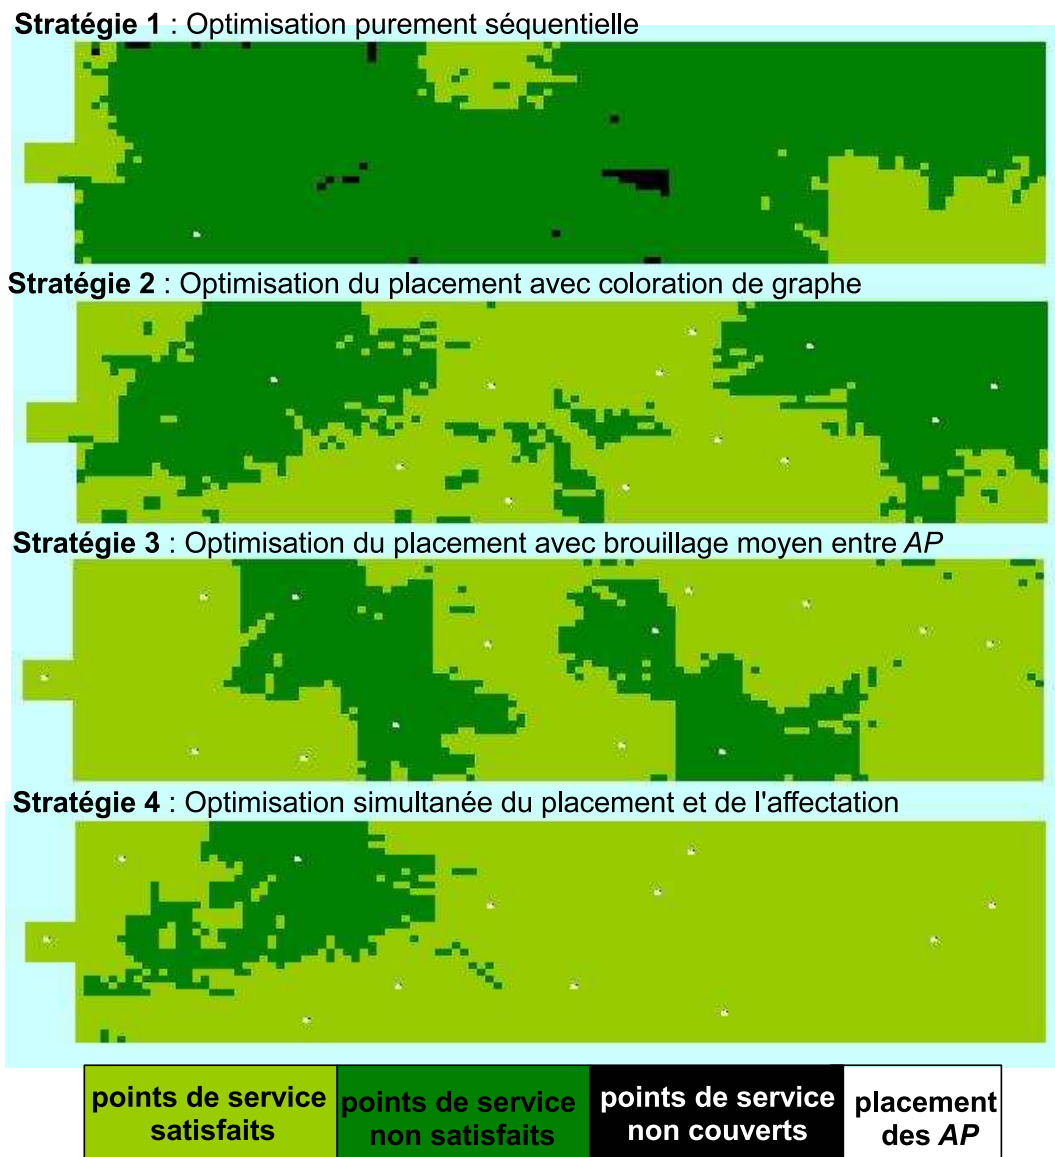 Stratégie 1 : Optimisation purement séquentielle
Stratégie 2 : Optimisation du placement avec coloration de graphe
Stratégie 3 : Optimisation du placement avec brouillage moyen entre AP
Stratégie 4 : Optimisation simultanée du placement et de l'affectation
points de service
satisfaits
points de service
non satisfaits
points de service
non couverts
placement
des AP